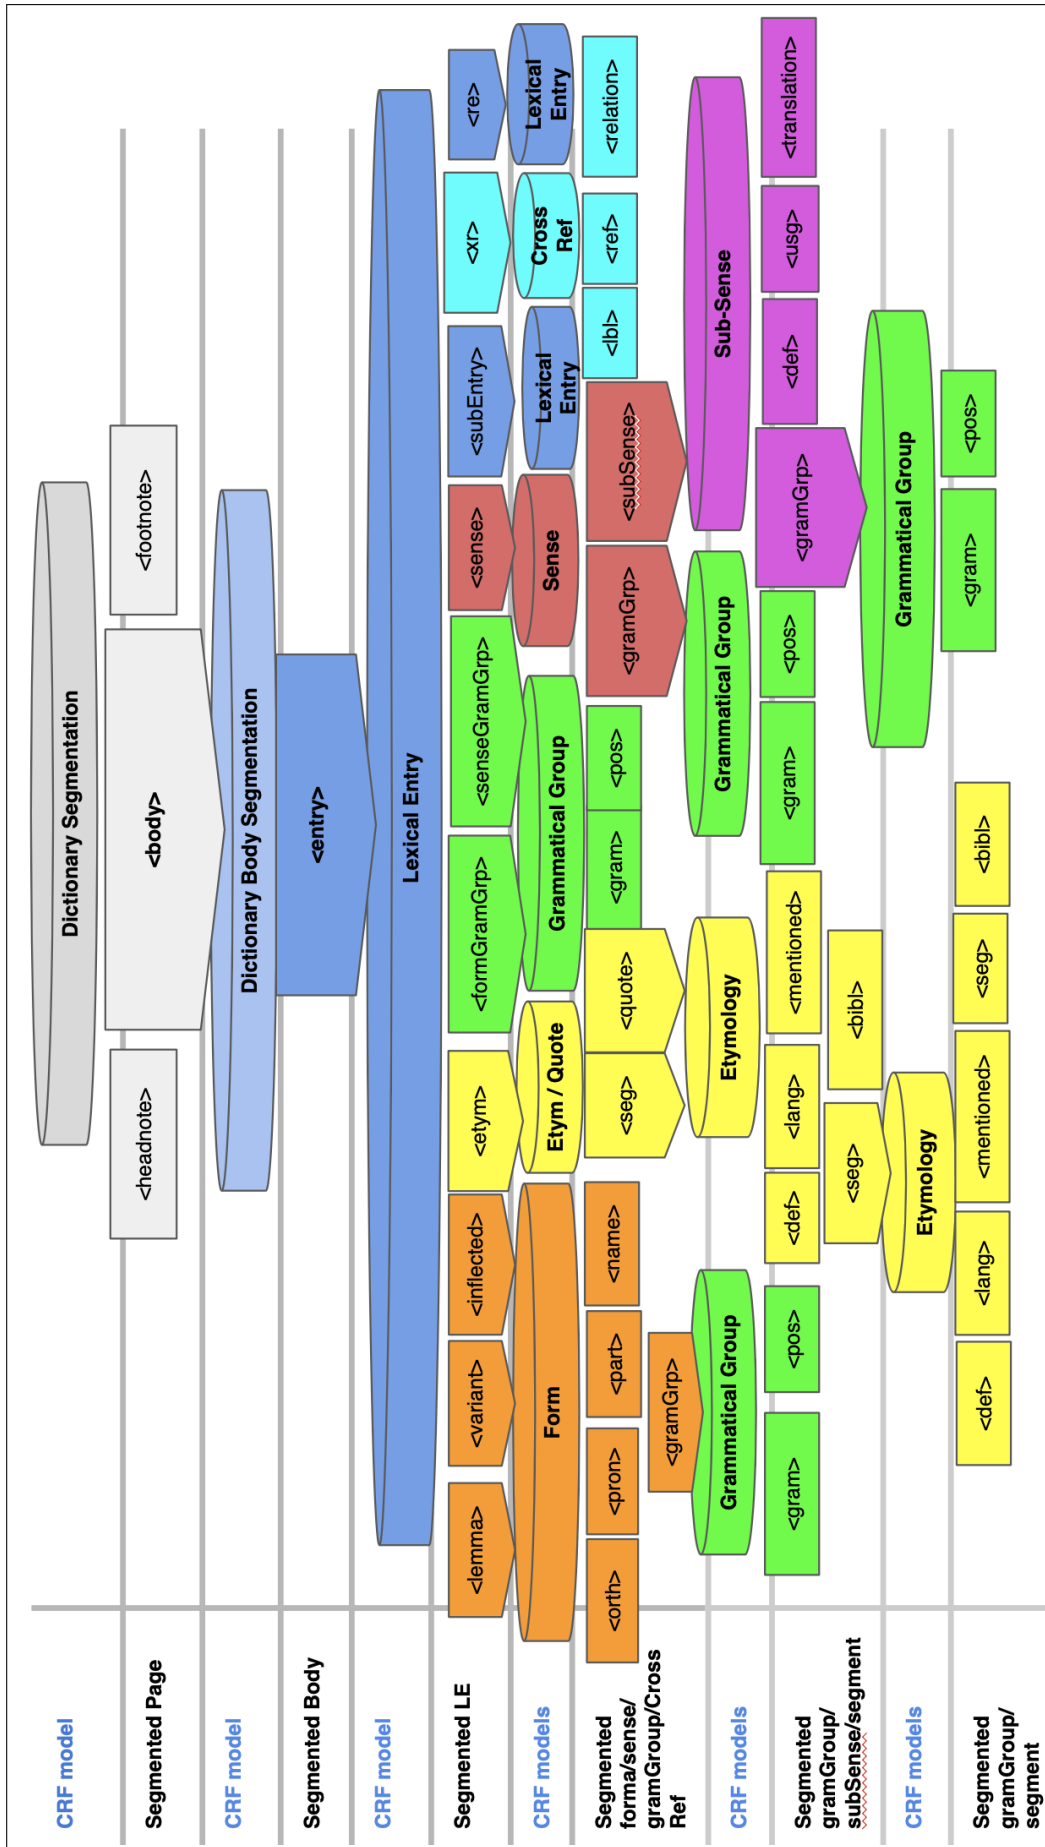 CRF model
Dictionary Segmentation
Segmented Page
<headnote>
<body>
<footnote>
CRF model
Dictionary Body Segmentation
Segmented Body
<entry>
CRF model
Lexical Entry
Segmented LE
<lemma>
<variant>
<inflected>
<etym>
<formGramGrp>
<senseGramGrp>
<sense>
<subEntry>
<xr>
<re>
CRF models
Form
Etym / Quote
Grammatical Group
Sense
Lexical
Entry
Cross
Ref
Lexical
Entry
Segmented
forma/sense/
gramGroup/Cross
Ref
<orth>
<pron>
<part>
<name>
<gramGrp>
<seg>
<quote>
<gram>
<pos>
<gramGrp>
<subSense>
<lbl>
<ref>
<relation>
CRF models
Grammatical Group
Etymology
Grammatical Group
Sub-Sense
Segmented
gramGroup/
subSense/segment
<gram>
<pos>
<def>
<lang>
<mentioned>
<seg>
<bibl>
<gram>
<pos>
<gramGrp>
<def>
<usg>
<translation>
CRF models
Etymology
Grammatical Group
Segmented
gramGroup/
segment
<def>
<lang>
<mentioned>
<seg>
<bibl>
<gram>
<pos>